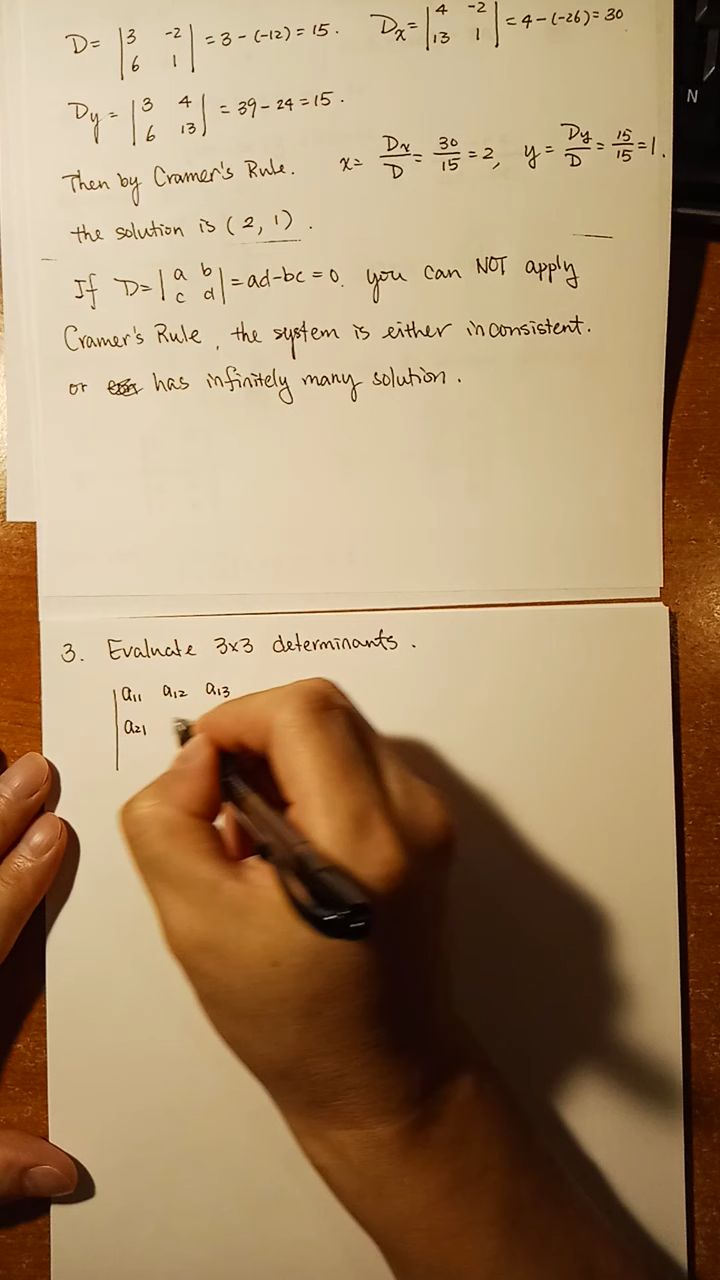 D= | 3 -2 | = 3 - (-12) = 15. Dx = | 4 -2 | = 4 - (-26) = 30
6 1 13 1
Dy = | 3 4 | = 39 - 24 = 15.
6 13
Then by Cramer's Rule. x = Dx/D = 30/15 = 2, y = Dy/D = 15/15 = 1.
the solution is (2, 1).
If D= | a b | = ad-bc = 0. you can NOT apply
c d
Cramer's Rule, the system is either inconsistent.
or has infinitely many solution.
3. Evaluate 3x3 determinants.
a11 a12 a13
a21
N